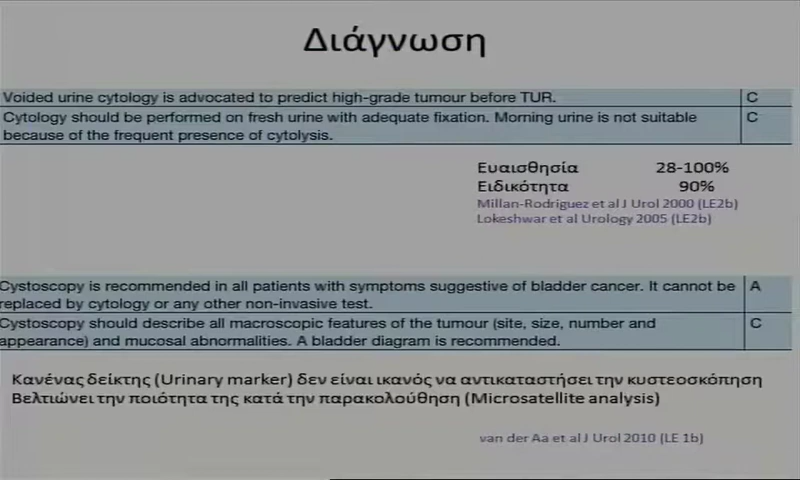 Διάγνωση
Voided urine cytology is advocated to predict high-grade tumour before TUR. C
Cytology should be performed on fresh urine with adequate fixation. Morning urine is not suitable C
because of the frequent presence of cytolysis.
Ευαισθησία 28-100%
Ειδικότητα 90%
Millan-Rodriguez et al J Urol 2000 (LE2b)
Lokeshwar et al Urology 2005 (LE2b)
Cystoscopy is recommended in all patients with symptoms suggestive of bladder cancer. It cannot be A
replaced by cytology or any other non-invasive test.
Cystoscopy should describe all macroscopic features of the tumour (site, size, number and C
appearance) and mucosal abnormalities. A bladder diagram is recommended.
Κανένας δείκτης (Urinary marker) δεν είναι ικανός να αντικαταστήσει την κυστεοσκόπηση
Βελτιώνει την ποιότητα της κατά την παρακολούθηση (Microsatellite analysis)
van der Aa et al J Urol 2010 (LE 1b)